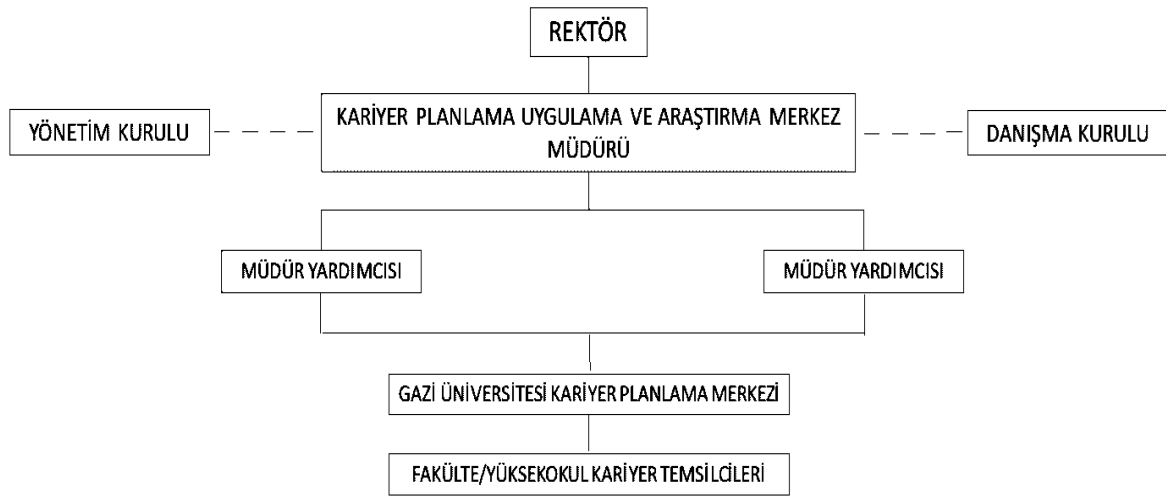 REKTÖR
YÖNETİM KURULU
KARİYER PLANLAMA UYGULAMA VE ARAŞTIRMA MERKEZ
MÜDÜRÜ
DANIŞMA KURULU
MÜDÜR YARDIMCISI
MÜDÜR YARDIMCISI
GAZİ ÜNİVERSİTESİ KARİYER PLANLAMA MERKEZİ
FAKÜLTE/YÜKSEKOKUL KARİYER TEMSİLCİLERİ